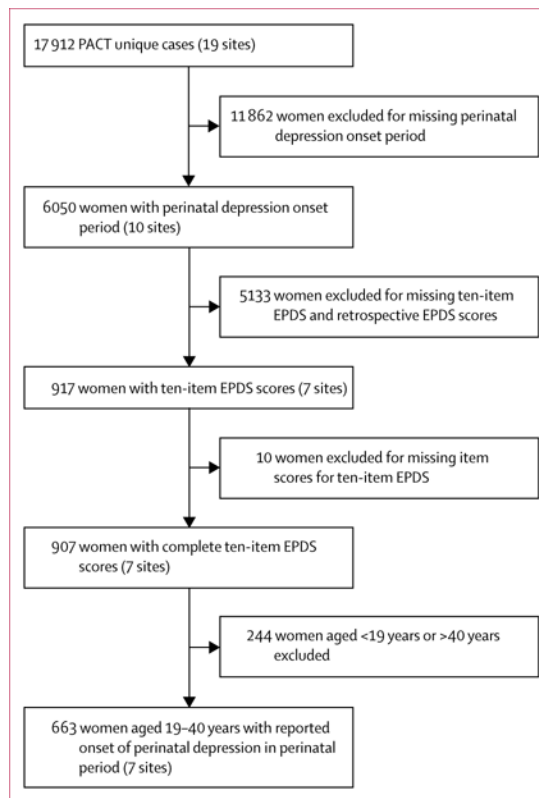 17 912 PACT unique cases (19 sites)
11 862 women excluded for missing perinatal
depression onset period
6050 women with perinatal depression onset
period (10 sites)
5133 women excluded for missing ten-item
EPDS and retrospective EPDS scores
917 women with ten-item EPDS scores (7 sites)
10 women excluded for missing item
scores for ten-item EPDS
907 women with complete ten-item EPDS
scores (7 sites)
244 women aged <19 years or >40 years
excluded
663 women aged 19–40 years with reported
onset of perinatal depression in perinatal
period (7 sites)